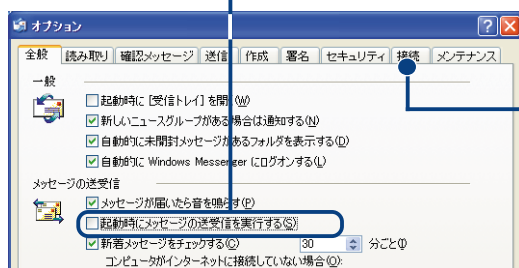 オプション
全般 読み取り 確認メッセージ 送信 作成 署名 セキュリティ 接続 メンテナンス
一般
起動時に [受信トレイ] を開く(W)
新しいニュースグループがある場合は通知する(N)
自動的に未開封メッセージがあるフォルダを表示する(D)
自動的に Windows Messenger にログオンする(L)
メッセージの送受信
メッセージが届いたら音を鳴らす(P)
起動時にメッセージの送受信を実行する(S)
新着メッセージをチェックする(C) 30 分ごと(I)
コンピュータがインターネットに接続していない場合(O):